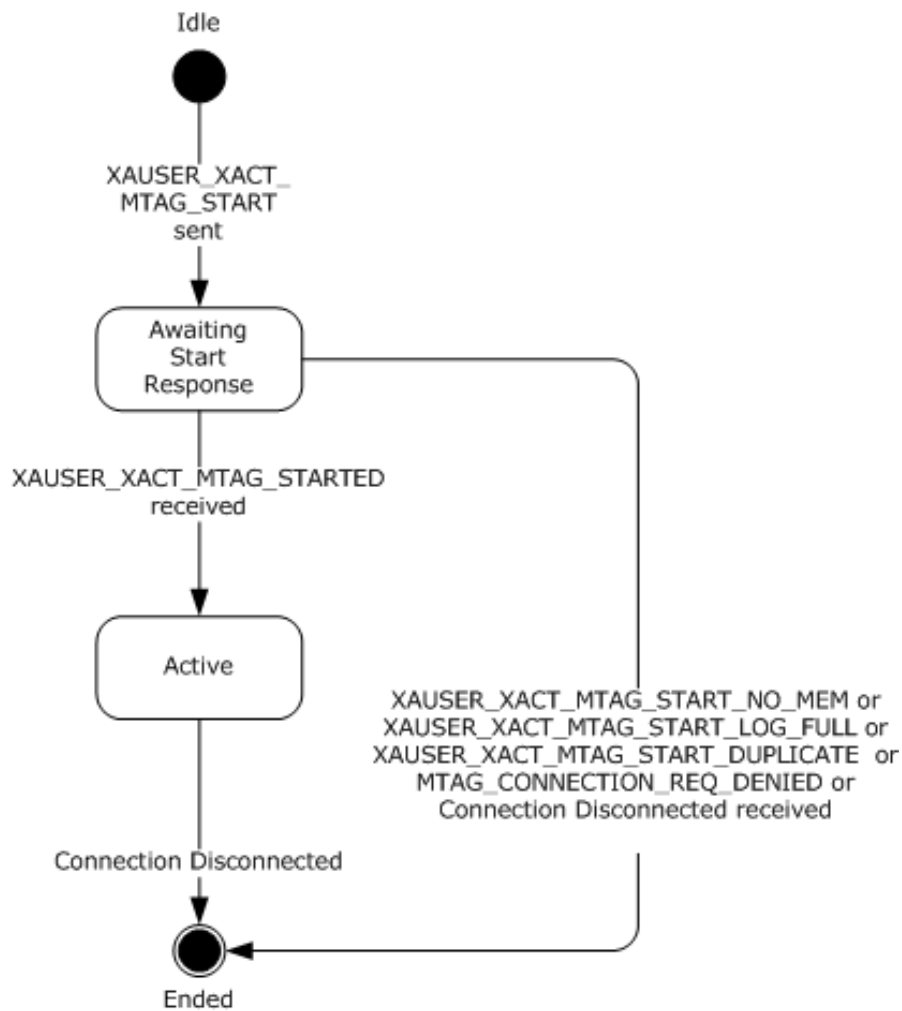 Idle
XAUSER_XACT_
MTAG_START
sent
Awaiting
Start
Response
XAUSER_XACT_MTAG_STARTED
received
Active
XAUSER_XACT_MTAG_START_NO_MEM or
XAUSER_XACT_MTAG_START_LOG_FULL or
XAUSER_XACT_MTAG_START_DUPLICATE or
MTAG_CONNECTION_REQ_DENIED or
Connection Disconnected received
Connection Disconnected
Ended